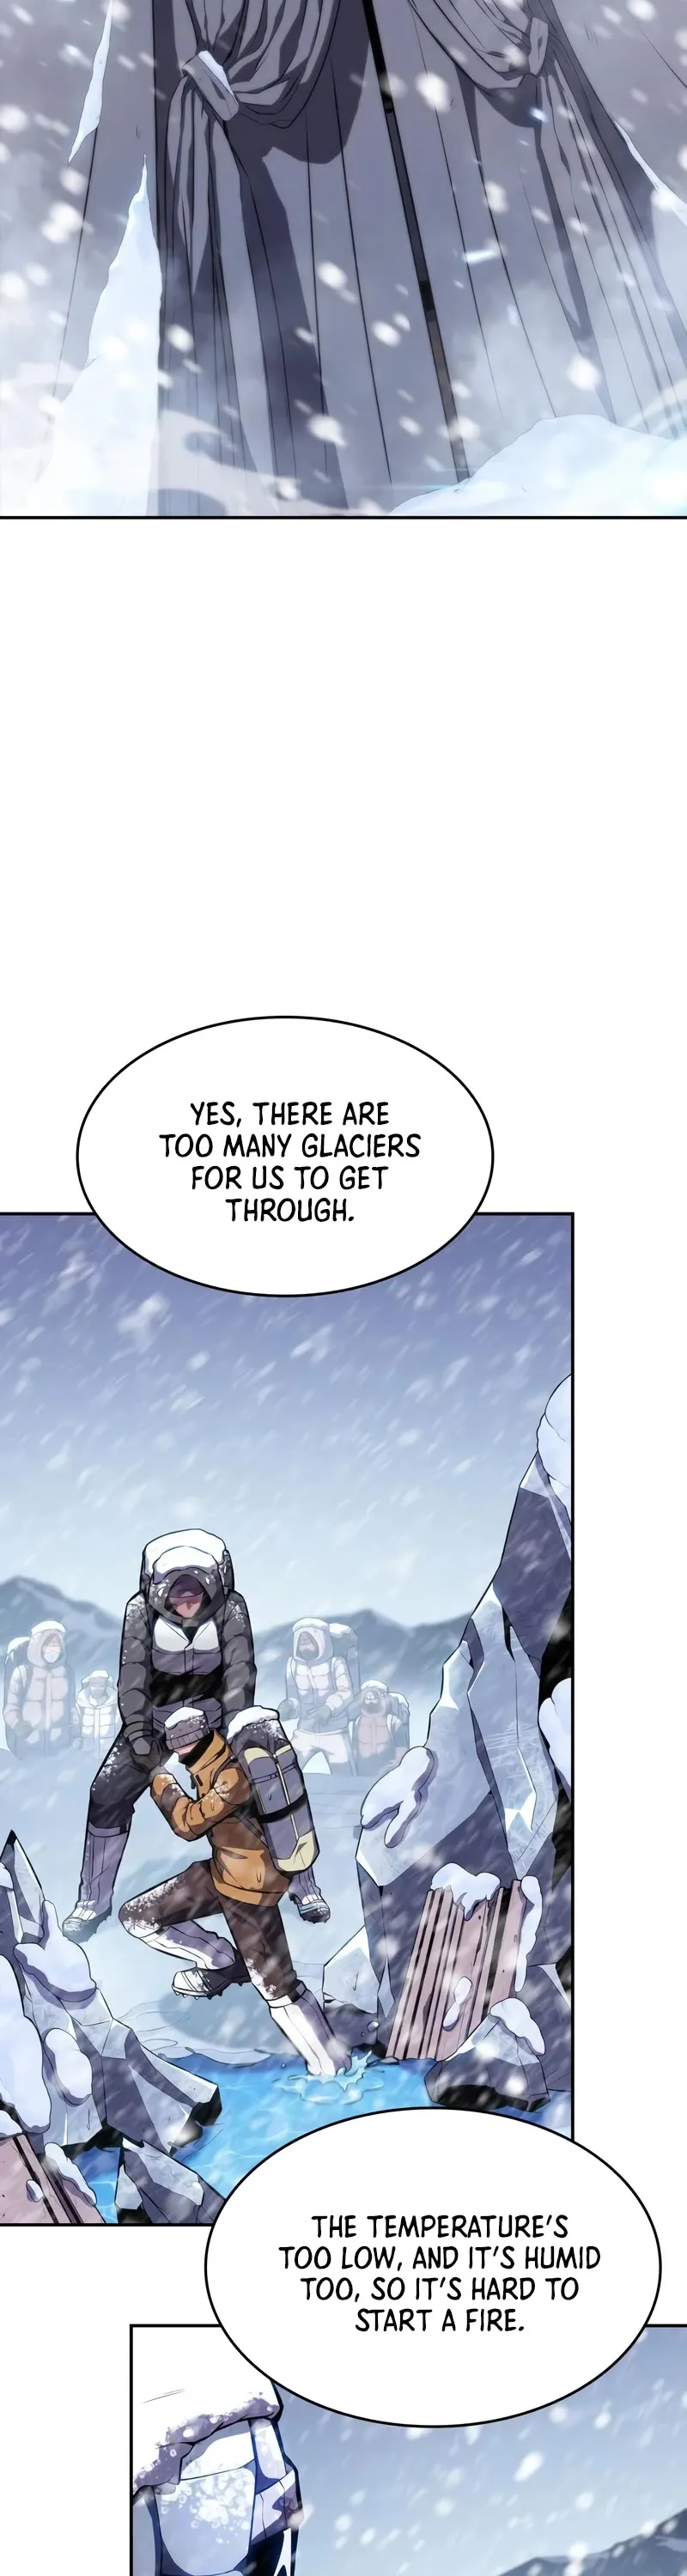 YES, THERE ARE
TOO MANY GLACIERS
FOR US TO GET
THROUGH.
THE TEMPERATURE'S
TOO LOW, AND IT'S HUMID
TOO, SO IT'S HARD TO
START A FIRE.